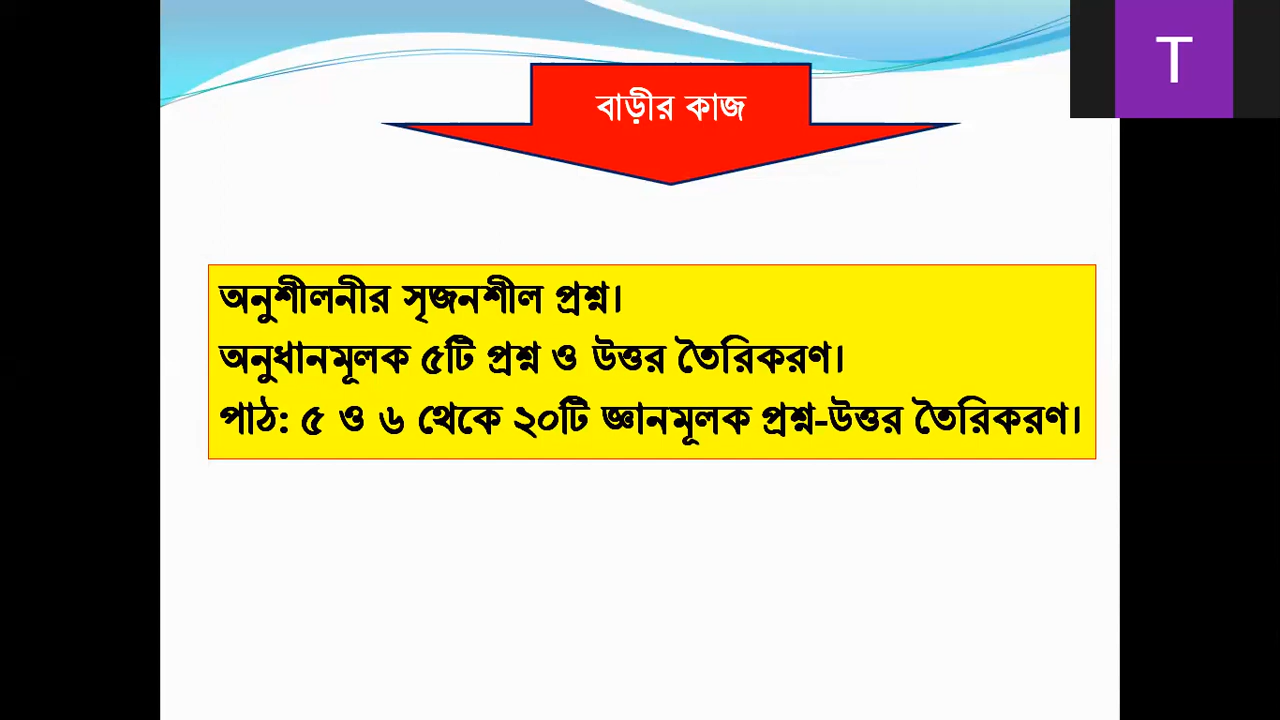 T
বাড়ীর কাজ
অনুশীলনীর সৃজনশীল প্রশ্ন।
অনুধানমূলক ৫টি প্রশ্ন ও উত্তর তৈরিকরণ।
পাঠ: ৫ ও ৬ থেকে ২০টি জ্ঞানমূলক প্রশ্ন-উত্তর তৈরিকরণ।